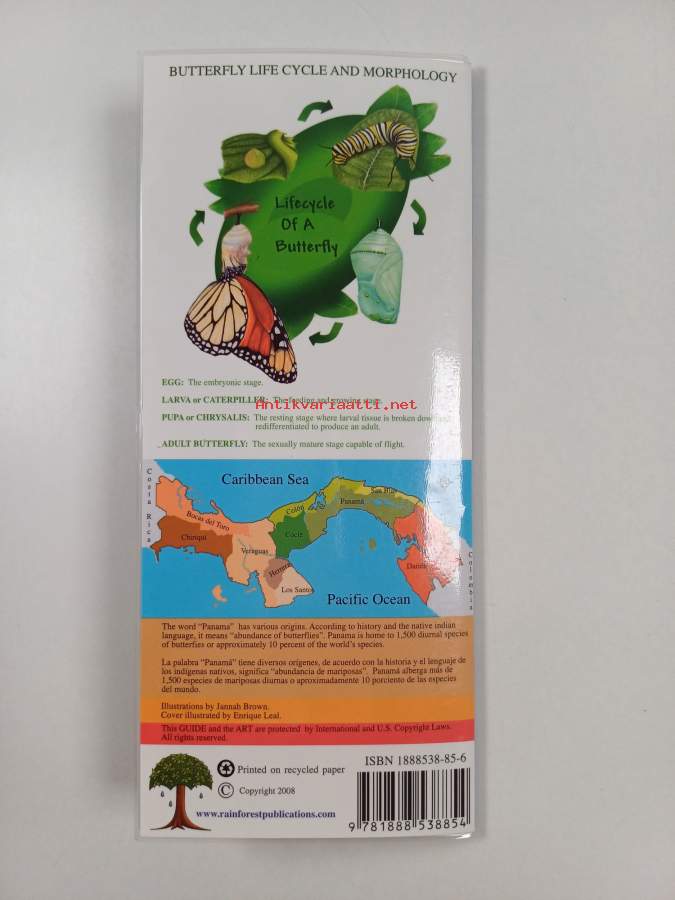 BUTTERFLY LIFE CYCLE AND MORPHOLOGY
Lifecycle
Of A
Butterfly
EGG: The embryonic stage.
LARVA or CATERPILLER: The feeding and growing stage.
Antikvariaatti.net
PUPA or CHRYSALIS: The resting stage where larval tissue is broken down and
redifferentiated to produce an adult.
ADULT BUTTERFLY: The sexually mature stage capable of flight.
Caribbean Sea
Costa Rica
Bocas del Toro
Chiriquí
Veraguas
Herrera
Los Santos
Coclé
Colón
Panamá
San Blas
Darién
Colombia
Pacific Ocean
The word "Panama" has various origins. According to history and the native indian
language, it means "abundance of butterflies". Panama is home to 1,500 diurnal species
of butterfies or approximately 10 percent of the world's species.
La palabra "Panamá" tiene diversos orígenes, de acuerdo con la historia y el lenguaje de
los indígenas nativos, significa "abundancia de mariposas". Panamá alberga más de
1,500 especies de mariposas diurnas o aproximadamente 10 porciento de las especies
del mundo.
Illustrations by Jannah Brown.
Cover illustrated by Enrique Leal.
This GUIDE and the ART are protected by International and U.S. Copyright Laws.
All rights reserved.
Printed on recycled paper
© Copyright 2008
www.rainforestpublications.com
ISBN 1888538-85-6
9 781888 538854